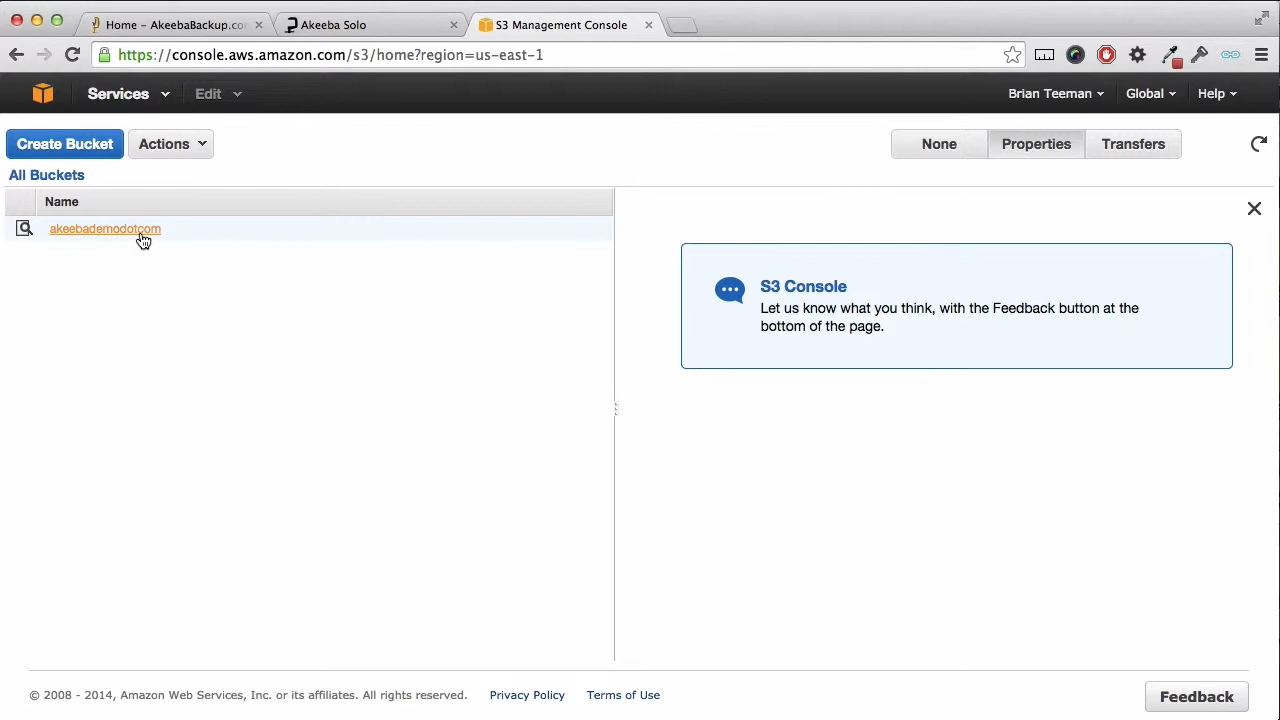 Home – AkeebaBackup.co
Akeeba Solo
S3 Management Console
https://console.aws.amazon.com/s3/home?region=us-east-1
Services
Edit
Brian Teeman
Global
Help
Create Bucket
Actions
None
Properties
Transfers
All Buckets
Name
akeebademodotcom
S3 Console
Let us know what you think, with the Feedback button at the
bottom of the page.
© 2008 - 2014, Amazon Web Services, Inc. or its affiliates. All rights reserved.
Privacy Policy
Terms of Use
Feedback